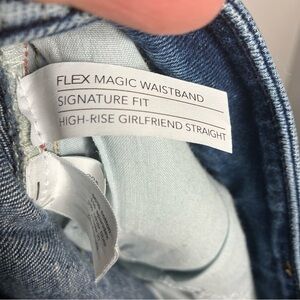 FLEX MAGIC WAISTBAND
SIGNATURE FIT
HIGH-RISE GIRLFRIEND STRAIGHT